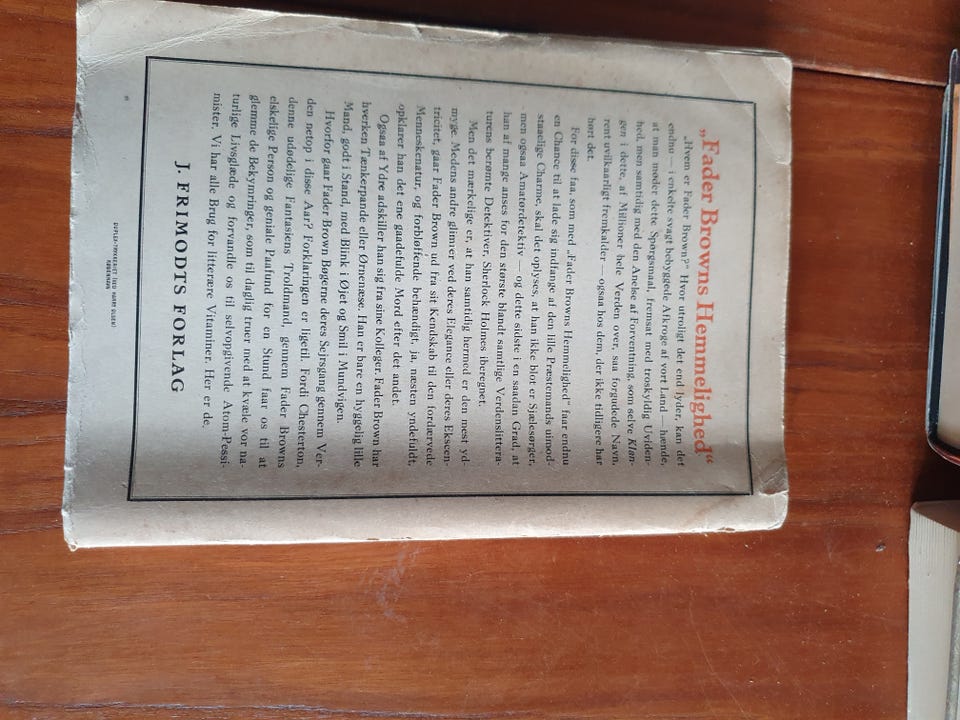 „Fader Browns Hemmelighed“
„Hvem er Fader Brown?“ Hvor utroligt det end lyder, kan det
endnu — i enkelte svagt bebyggede Afkroge af vort Land — hænde,
at man møder dette Spørgsmaal, fremsat med troskyldig Uviden-
hed, men samtidig med den Anelse af Forventning, som selve Klan-
gen i dette, af Millioner hele Verden over, saa forgudede Navn,
rent uvilkaarligt fremkalder — ogsaa hos dem, der ikke tidligere har
hørt det.
For disse faa, som med „Fader Browns Hemmelighed“ faar endnu
en Chance til at lade sig indfange af den lille Præstemands uimod-
staaelige Charme, skal det oplyses, at han ikke blot er Sjælesørger,
men ogsaa Amatørdetektiv — og dette sidste i en saadan Grad, at
han af mange anses for den største blandt samtlige Verdenslittera-
turens berømte Detektiver, Sherlock Holmes iberegnet.
Men det mærkelige er, at han samtidig hermed er den mest yd-
myge. Medens andre glimrer ved deres Elegance eller deres Excen-
tricitet, gaar Fader Brown ud fra sit Kendskab til den fordærvede
Menneskenatur, og forbløffende behændigt, ja, næsten yndefuldt,
opklarer han det ene gaadefulde Mord efter det andet.
Ogsaa af Ydre adskiller han sig fra sine Kolleger. Fader Brown har
hverken Tænkerpande eller Ørnenæse. Han er bare en hyggelig lille
Mand, godt i Stand, med Blink i Øjet og Smil i Mundvigen.
Hvorfor gaar Fader Brown Bøgerne deres Sejrsgang gennem Ver-
den netop i disse Aar? Forklaringen er ligetil. Fordi Chesterton,
denne udødelige Fantasiens Troldmand, gennem Fader Browns
elskelige Person og geniale Paafund for en Stund faar os til at
glemme de Bekymringer, som til daglig truer med at kvæle vor na-
turlige Livsglæde og forvandle os til selvopgivende Atom-Pessi-
mister. Vi har alle Brug for litterære Vitaminer. Her er de.
J. FRIMODTS FORLAG
KØBENHAVN